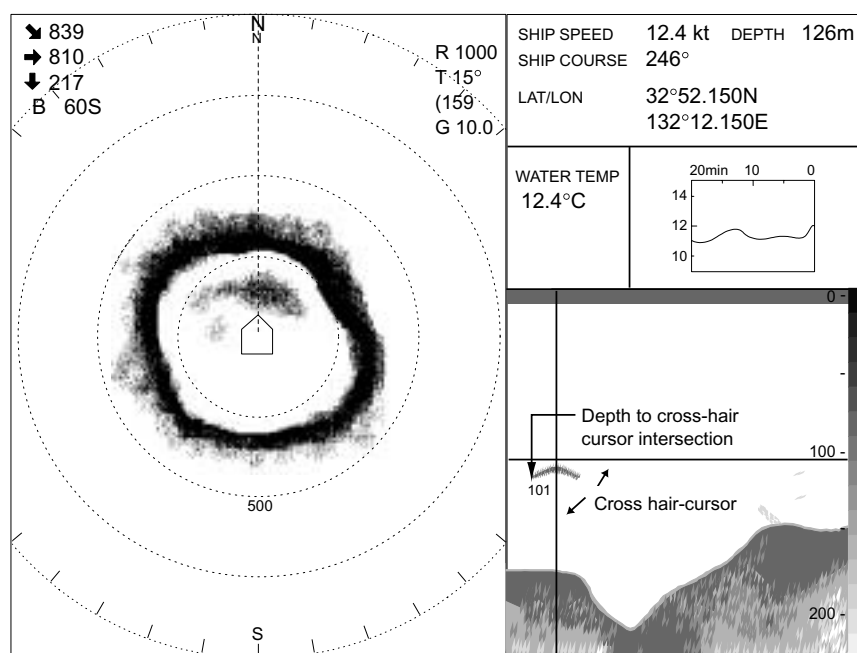 839
810
217
B 60S
N
N
R 1000
T 15°
(159
G 10.0
500
S
SHIP SPEED 12.4 kt DEPTH 126m
SHIP COURSE 246°
LAT/LON 32°52.150N
132°12.150E
WATER TEMP
12.4°C
20min 10 0
14
12
10
0
Depth to cross-hair
cursor intersection
100
101
Cross hair-cursor
200